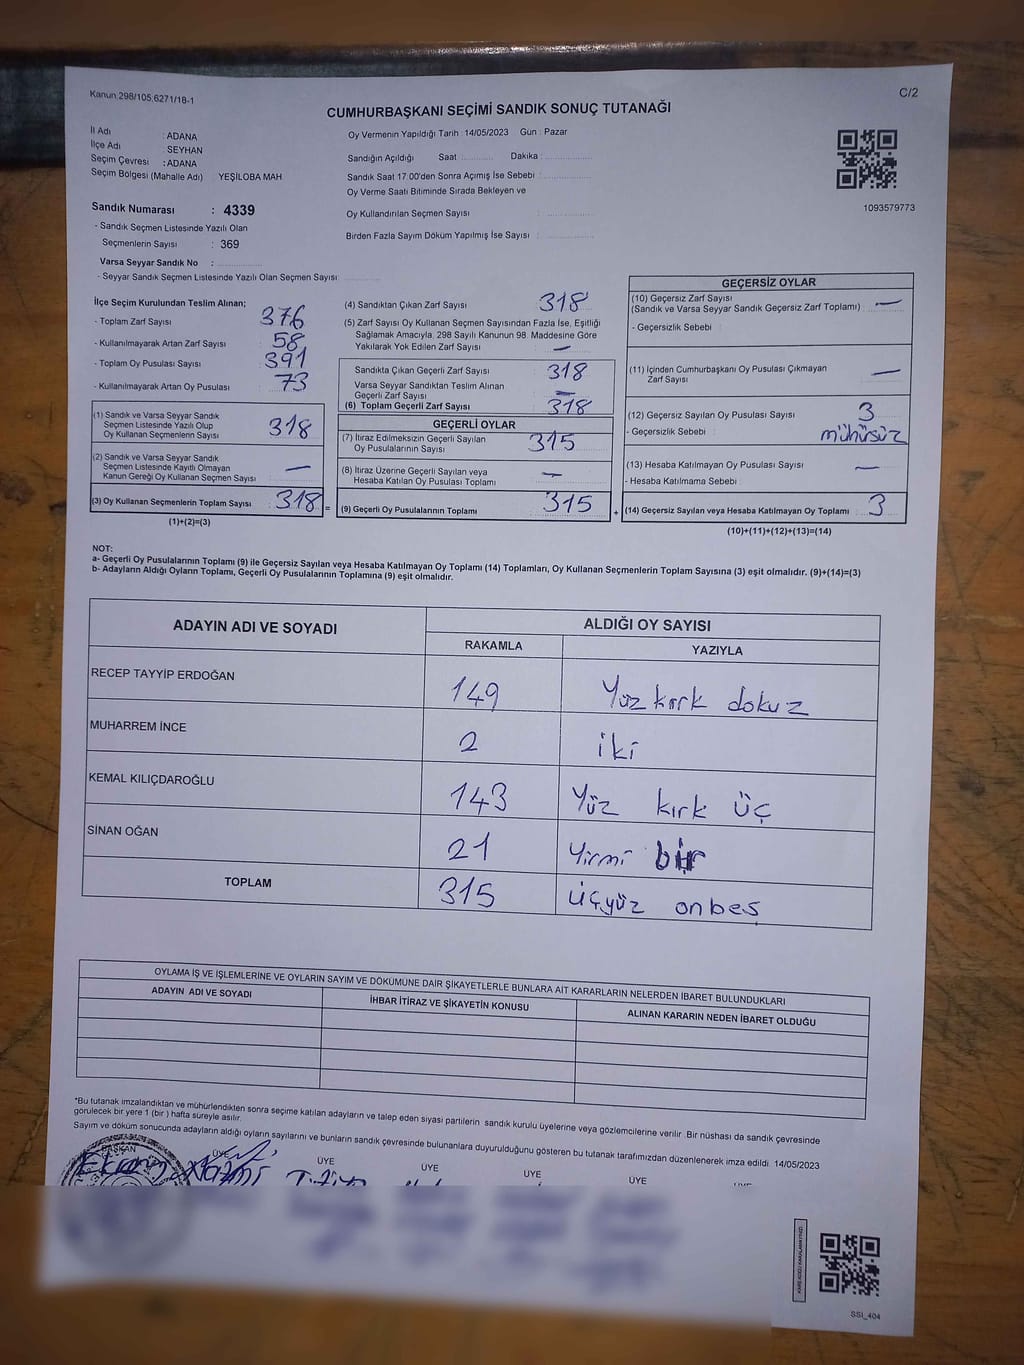 Kanun:298/105;6271/18-1
C/2
CUMHURBAŞKANI SEÇİMİ SANDIK SONUÇ TUTANAĞI
İl Adı : ADANA
İlçe Adı : SEYHAN
Seçim Çevresi : ADANA
Seçim Bölgesi (Mahalle Adı) : YEŞİLOBA MAH
Sandık Numarası : 4339
- Sandık Seçmen Listesinde Yazılı Olan
Seçmenlerin Sayısı : 369
Varsa Seyyar Sandık No :
- Seyyar Sandık Seçmen Listesinde Yazılı Olan Seçmen Sayısı:
Oy Vermenin Yapıldığı Tarih : 14/05/2023 Gün : Pazar
Sandığın Açıldığı Saat : Dakika :
Sandık Saat 17.00'den Sonra Açımış İse Sebebi :
Oy Verme Saati Bitiminde Sırada Bekleyen ve
Oy Kullandırılan Seçmen Sayısı :
Birden Fazla Sayım Döküm Yapılmış İse Sayısı :
1093579773
İlçe Seçim Kurulundan Teslim Alınan;
- Toplam Zarf Sayısı 376
- Kullanılmayarak Artan Zarf Sayısı 58
- Toplam Oy Pusulası Sayısı 391
- Kullanılmayarak Artan Oy Pusulası 73
(1) Sandık ve Varsa Seyyar Sandık
Seçmen Listesinde Yazılı Olup
Oy Kullanan Seçmenlerin Sayısı 318
(2) Sandık ve Varsa Seyyar Sandık
Seçmen Listesinde Kayıtlı Olmayan
Kanun Gereği Oy Kullanan Seçmen Sayısı —
(3) Oy Kullanan Seçmenlerin Toplam Sayısı 318 =
(1)+(2)=(3)
(4) Sandıktan Çıkan Zarf Sayısı 318
(5) Zarf Sayısı Oy Kullanan Seçmen Sayısından Fazla İse, Eşitliği
Sağlamak Amacıyla, 298 Sayılı Kanunun 98. Maddesine Göre
Yakılarak Yok Edilen Zarf Sayısı —
Sandıkta Çıkan Geçerli Zarf Sayısı 318
Varsa Seyyar Sandıktan Teslim Alınan
Geçerli Zarf Sayısı —
(6) Toplam Geçerli Zarf Sayısı 318
GEÇERLİ OYLAR
(7) İtiraz Edilmeksizin Geçerli Sayılan
Oy Pusulalarının Sayısı 315
(8) İtiraz Üzerine Geçerli Sayılan veya
Hesaba Katılan Oy Pusulası Toplamı —
(9) Geçerli Oy Pusulalarının Toplamı 315 +
GEÇERSİZ OYLAR
(10) Geçersiz Zarf Sayısı
(Sandık ve Varsa Seyyar Sandık Geçersiz Zarf Toplamı) —
- Geçersizlik Sebebi :
(11) İçinden Cumhurbaşkanı Oy Pusulası Çıkmayan
Zarf Sayısı —
(12) Geçersiz Sayılan Oy Pusulası Sayısı 3
- Geçersizlik Sebebi : mühürsüz
(13) Hesaba Katılmayan Oy Pusulası Sayısı —
- Hesaba Katılmama Sebebi :
(14) Geçersiz Sayılan veya Hesaba Katılmayan Oy Toplamı 3
(10)+(11)+(12)+(13)=(14)
NOT:
a- Geçerli Oy Pusulalarının Toplamı (9) ile Geçersiz Sayılan veya Hesaba Katılmayan Oy Toplamı (14) Toplamları, Oy Kullanan Seçmenlerin Toplam Sayısına (3) eşit olmalıdır. (9)+(14)=(3)
b- Adayların Aldığı Oyların Toplamı, Geçerli Oy Pusulalarının Toplamına (9) eşit olmalıdır.
ADAYIN ADI VE SOYADI ALDIĞI OY SAYISI
RAKAMLA YAZIYLA
RECEP TAYYİP ERDOĞAN 149 Yüz kırk dokuz
MUHARREM İNCE 2 iki
KEMAL KILIÇDAROĞLU 143 Yüz kırk üç
SİNAN OĞAN 21 Yirmi bir
TOPLAM 315 üçyüz onbeş
OYLAMA İŞ VE İŞLEMLERİNE VE OYLARIN SAYIM VE DÖKÜMÜNE DAİR ŞİKAYETLERLE BUNLARA AİT KARARLARIN NELERDEN İBARET BULUNDUKLARI
ADAYIN ADI VE SOYADI İHBAR İTİRAZ VE ŞİKAYETİN KONUSU ALINAN KARARIN NEDEN İBARET OLDUĞU
*Bu tutanak imzalandıktan ve mühürlendikten sonra seçime katılan adayların ve talep eden siyasi partilerin sandık kurulu üyelerine veya gözlemcilerine verilir. Bir nüshası da sandık çevresinde
görülecek bir yere 1 (bir) hafta süreyle asılır.
Sayım ve döküm sonucunda adayların aldığı oyların sayılarını ve bunların sandık çevresinde bulunanlara duyurulduğunu gösteren bu tutanak tarafımızdan düzenlenerek imza edildi. 14/05/2023
BAŞKAN ÜYE ÜYE ÜYE ÜYE ÜYE
SSI_404